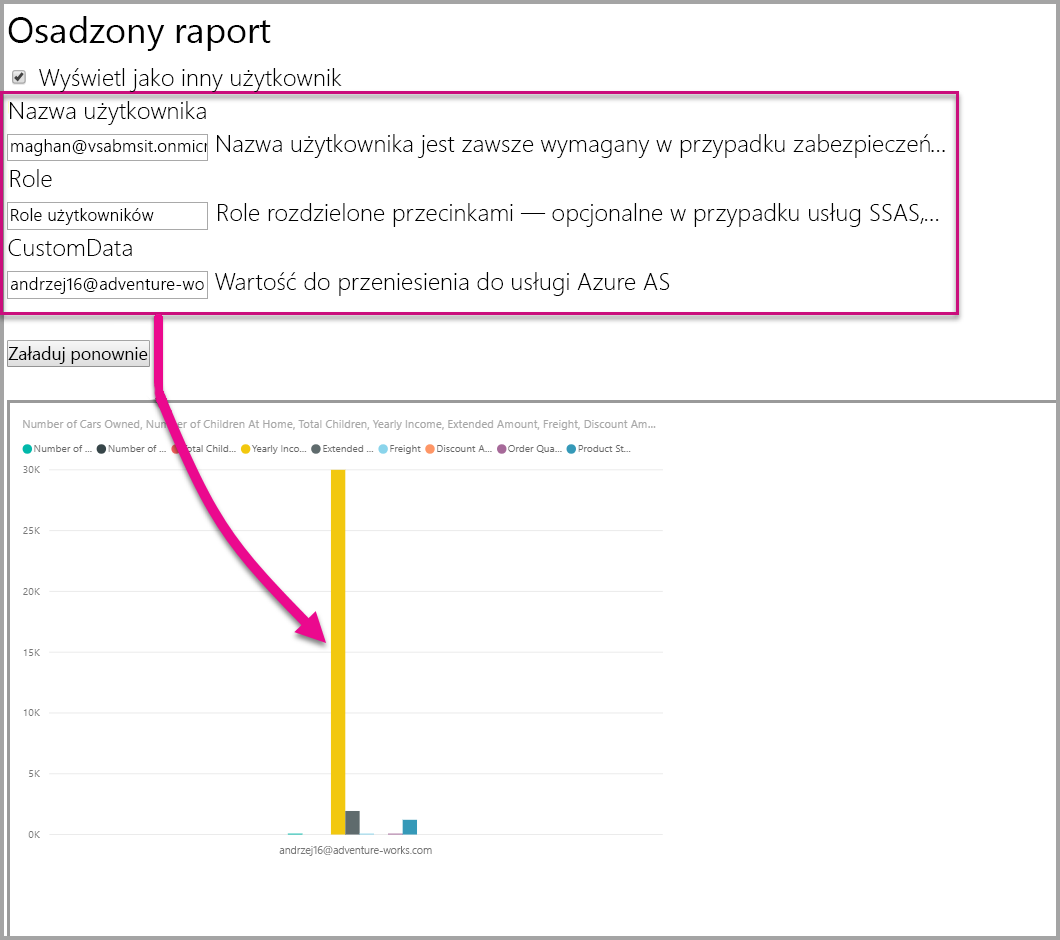 Osadzony raport
Wyświetl jako inny użytkownik
Nazwa użytkownika
maghan@vsabmsit.onmicr Nazwa użytkownika jest zawsze wymagany w przypadku zabezpieczeń...
Role
Role użytkowników Role rozdzielone przecinkami — opcjonalne w przypadku usług SSAS,...
CustomData
andrzej16@adventure-wo Wartość do przeniesienia do usługi Azure AS
Załaduj ponownie
Number of Cars Owned, Number of Children At Home, Total Children, Yearly Income, Extended Amount, Freight, Discount Am...
Number of ... Number of ... Total Child... Yearly Inco... Extended ... Freight Discount A... Order Qua... Product St...
30K
25K
20K
15K
10K
5K
0K
andrzej16@adventure-works.com